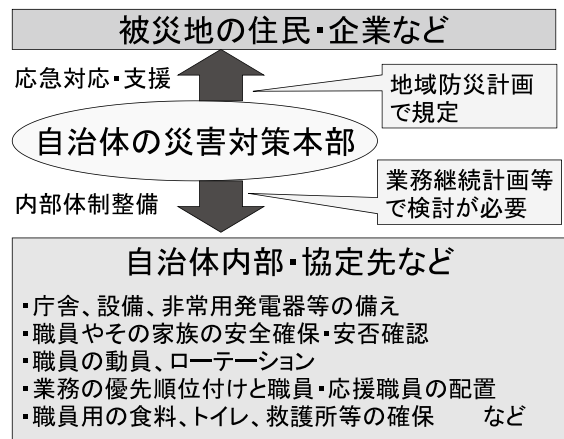 被災地の住民・企業など
応急対応・支援
地域防災計画
で規定
自治体の災害対策本部
内部体制整備
業務継続計画等
で検討が必要
自治体内部・協定先など
・庁舎、設備、非常用発電器等の備え
・職員やその家族の安全確保・安否確認
・職員の動員、ローテーション
・業務の優先順位付けと職員・応援職員の配置
・職員用の食料、トイレ、救護所等の確保　　など